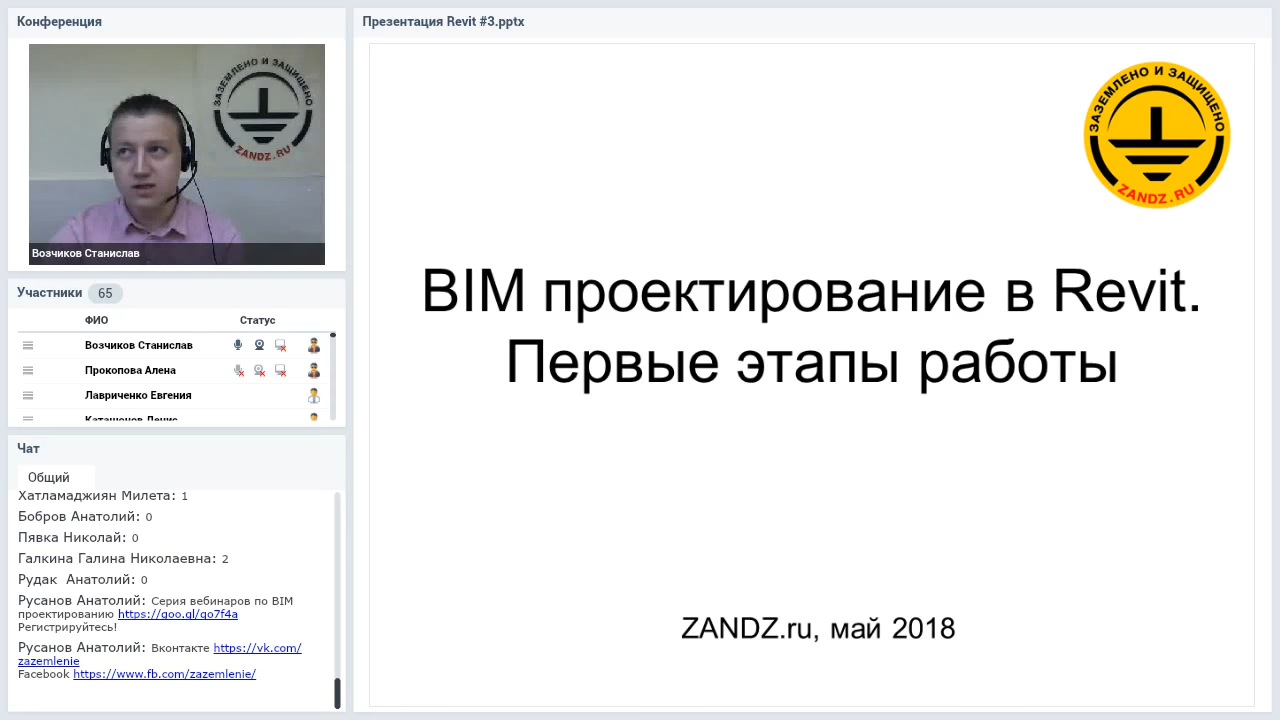 Конференция
ЗАЗЕМЛЕНО И ЗАЩИЩЕНО
ZANDZ.RU
Возчиков Станислав
Участники 65
ФИО Статус
Возчиков Станислав
Прокопова Алена
Лавриченко Евгения
Каташонов Денис
Чат
Общий
Хатламаджиян Милета: 1
Бобров Анатолий: 0
Пявка Николай: 0
Галкина Галина Николаевна: 2
Рудак Анатолий: 0
Русанов Анатолий: Серия вебинаров по BIM
проектированию https://goo.gl/qo7f4a
Регистрируйтесь!
Русанов Анатолий: Вконтакте https://vk.com/
zazemlenie
Facebook https://www.fb.com/zazemlenie/
Презентация Revit #3.pptx
ЗАЗЕМЛЕНО И ЗАЩИЩЕНО
ZANDZ.RU
BIM проектирование в Revit.
Первые этапы работы
ZANDZ.ru, май 2018